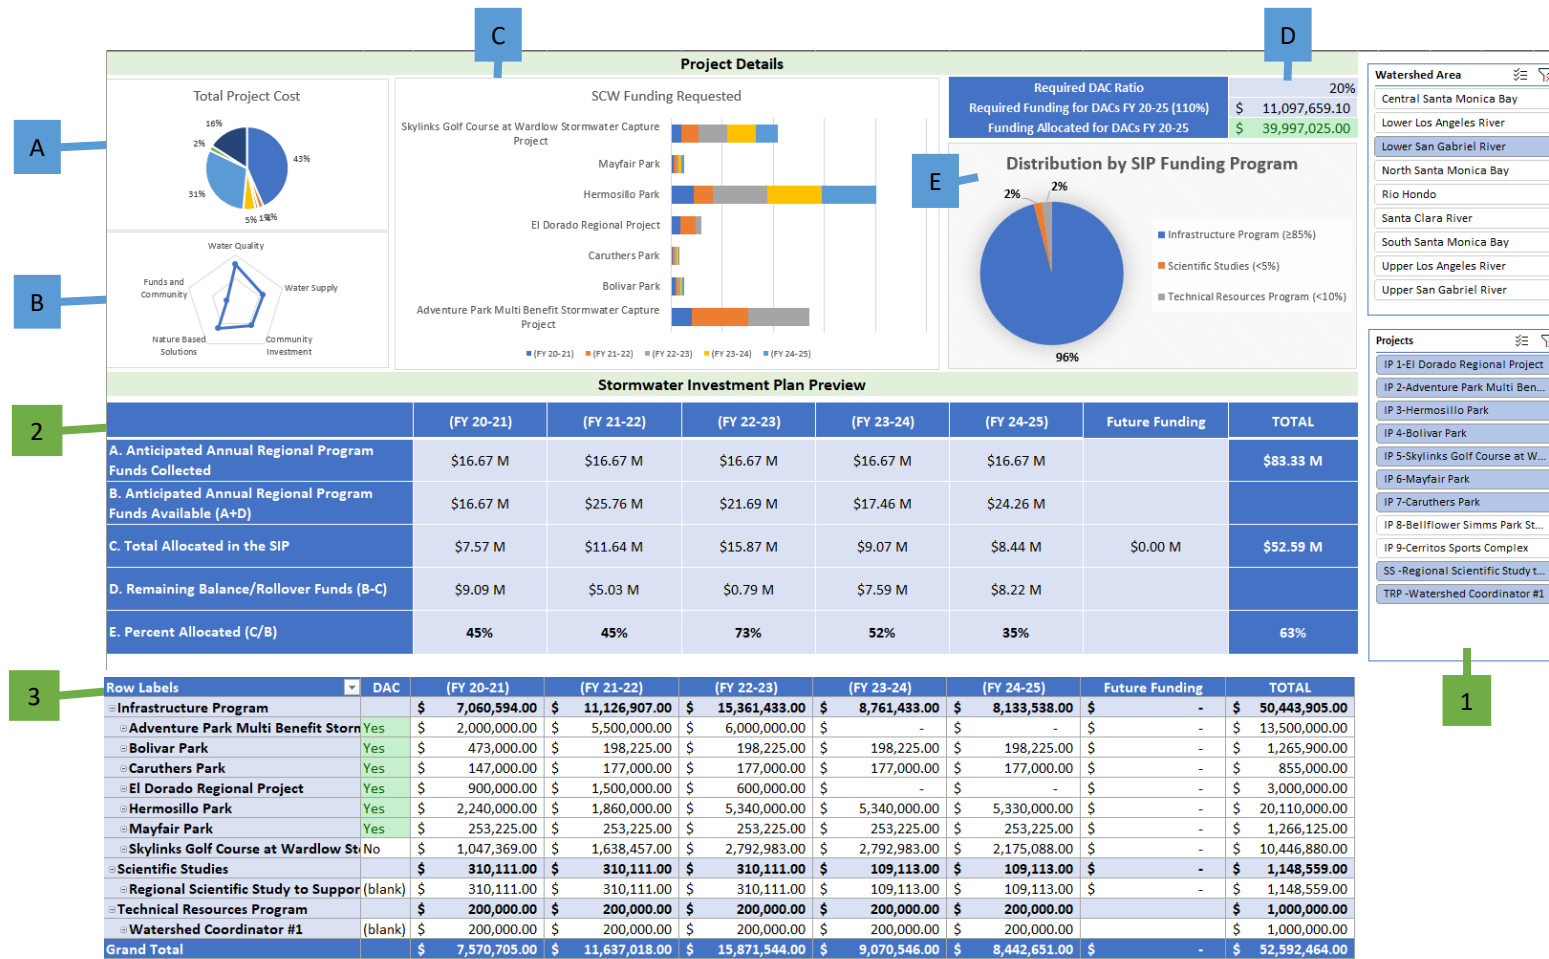 C
D
Project Details
A
Total Project Cost
16%
2%
43%
31%
5%
B
Water Quality
Funds and
Community
Water Supply
Nature Based
Solutions
Community
Investment
SCW Funding Requested
Skylinks Golf Course at Wardlow Stormwater Capture
Project
Mayfair Park
Hermosillo Park
El Dorado Regional Project
Caruthers Park
Bolivar Park
Adventure Park Multi Benefit Stormwater Capture
Project
(FY 20-21) (FY 21-22) (FY 22-23) (FY 23-24) (FY 24-25)
Required DAC Ratio 20%
Required Funding for DACs FY 20-25 (110%) $ 11,097,659.10
Funding Allocated for DACs FY 20-25 $ 39,997,025.00
E
Distribution by SIP Funding Program
2%
2%
96%
Infrastructure Program (≥85%)
Scientific Studies (<5%)
Technical Resources Program (<10%)
Watershed Area
Central Santa Monica Bay
Lower Los Angeles River
Lower San Gabriel River
North Santa Monica Bay
Rio Hondo
Santa Clara River
South Santa Monica Bay
Upper Los Angeles River
Upper San Gabriel River
Projects
IP 1-El Dorado Regional Project
IP 2-Adventure Park Multi Ben...
IP 3-Hermosillo Park
IP 4-Bolivar Park
IP 5-Skylinks Golf Course at W...
IP 6-Mayfair Park
IP 7-Caruthers Park
IP 8-Bellflower Simms Park St...
IP 9-Cerritos Sports Complex
SS -Regional Scientific Study t...
TRP -Watershed Coordinator #1
1
Stormwater Investment Plan Preview
2
(FY 20-21) (FY 21-22) (FY 22-23) (FY 23-24) (FY 24-25) Future Funding TOTAL
A. Anticipated Annual Regional Program
Funds Collected
$16.67 M $16.67 M $16.67 M $16.67 M $16.67 M $83.33 M
B. Anticipated Annual Regional Program
Funds Available (A+D)
$16.67 M $25.76 M $21.69 M $17.46 M $24.26 M
C. Total Allocated in the SIP $7.57 M $11.64 M $15.87 M $9.07 M $8.44 M $0.00 M $52.59 M
D. Remaining Balance/Rollover Funds (B-C) $9.09 M $5.03 M $0.79 M $7.59 M $8.22 M
E. Percent Allocated (C/B) 45% 45% 73% 52% 35% 63%
3
Row Labels DAC (FY 20-21) (FY 21-22) (FY 22-23) (FY 23-24) (FY 24-25) Future Funding TOTAL
Infrastructure Program $ 7,060,594.00 $ 11,126,907.00 $ 15,361,433.00 $ 8,761,433.00 $ 8,133,538.00 $ - $ 50,443,905.00
Adventure Park Multi Benefit Storn Yes $ 2,000,000.00 $ 5,500,000.00 $ 6,000,000.00 $ - $ - $ - $ 13,500,000.00
Bolivar Park Yes $ 473,000.00 $ 198,225.00 $ 198,225.00 $ 198,225.00 $ 198,225.00 $ - $ 1,265,900.00
Caruthers Park Yes $ 147,000.00 $ 177,000.00 $ 177,000.00 $ 177,000.00 $ 177,000.00 $ - $ 855,000.00
El Dorado Regional Project Yes $ 900,000.00 $ 1,500,000.00 $ 600,000.00 $ - $ - $ - $ 3,000,000.00
Hermosillo Park Yes $ 2,240,000.00 $ 1,860,000.00 $ 5,340,000.00 $ 5,340,000.00 $ 5,330,000.00 $ - $ 20,110,000.00
Mayfair Park Yes $ 253,225.00 $ 253,225.00 $ 253,225.00 $ 253,225.00 $ 253,225.00 $ - $ 1,266,125.00
Skylinks Golf Course at Wardlow St No $ 1,047,369.00 $ 1,638,457.00 $ 2,792,983.00 $ 2,792,983.00 $ 2,175,088.00 $ - $ 10,446,880.00
Scientific Studies $ 310,111.00 $ 310,111.00 $ 310,111.00 $ 109,113.00 $ 109,113.00 $ - $ 1,148,559.00
Regional Scientific Study to Suppor (blank) $ 310,111.00 $ 310,111.00 $ 310,111.00 $ 109,113.00 $ 109,113.00 $ - $ 1,148,559.00
Technical Resources Program $ 200,000.00 $ 200,000.00 $ 200,000.00 $ 200,000.00 $ 200,000.00 $ 1,000,000.00
Watershed Coordinator #1 (blank) $ 200,000.00 $ 200,000.00 $ 200,000.00 $ 200,000.00 $ 200,000.00 $ 1,000,000.00
Grand Total $ 7,570,705.00 $ 11,637,018.00 $ 15,871,544.00 $ 9,070,546.00 $ 8,442,651.00 $ - $ 52,592,464.00